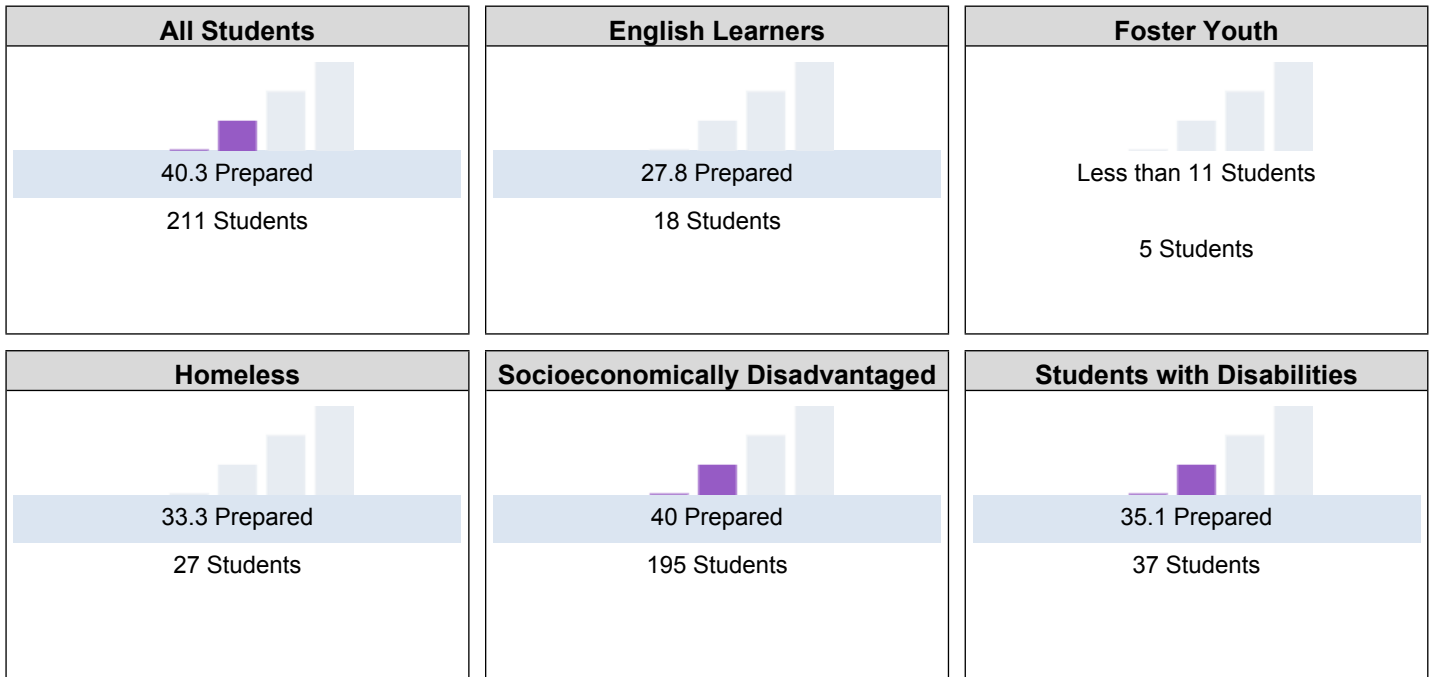 All Students
40.3 Prepared
211 Students
English Learners
27.8 Prepared
18 Students
Foster Youth
Less than 11 Students
5 Students
Homeless
33.3 Prepared
27 Students
Socioeconomically Disadvantaged
40 Prepared
195 Students
Students with Disabilities
35.1 Prepared
37 Students